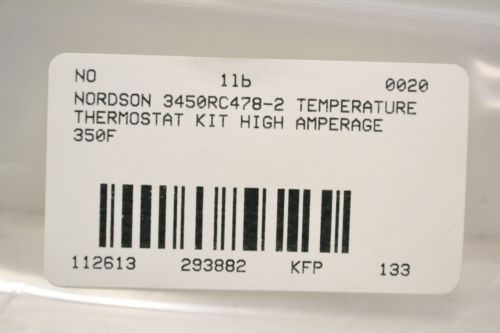 NO 1lb 0020
NORDSON 3450RC478-2 TEMPERATURE
THERMOSTAT KIT HIGH AMPERAGE
350F
112613 293882 KFP 133